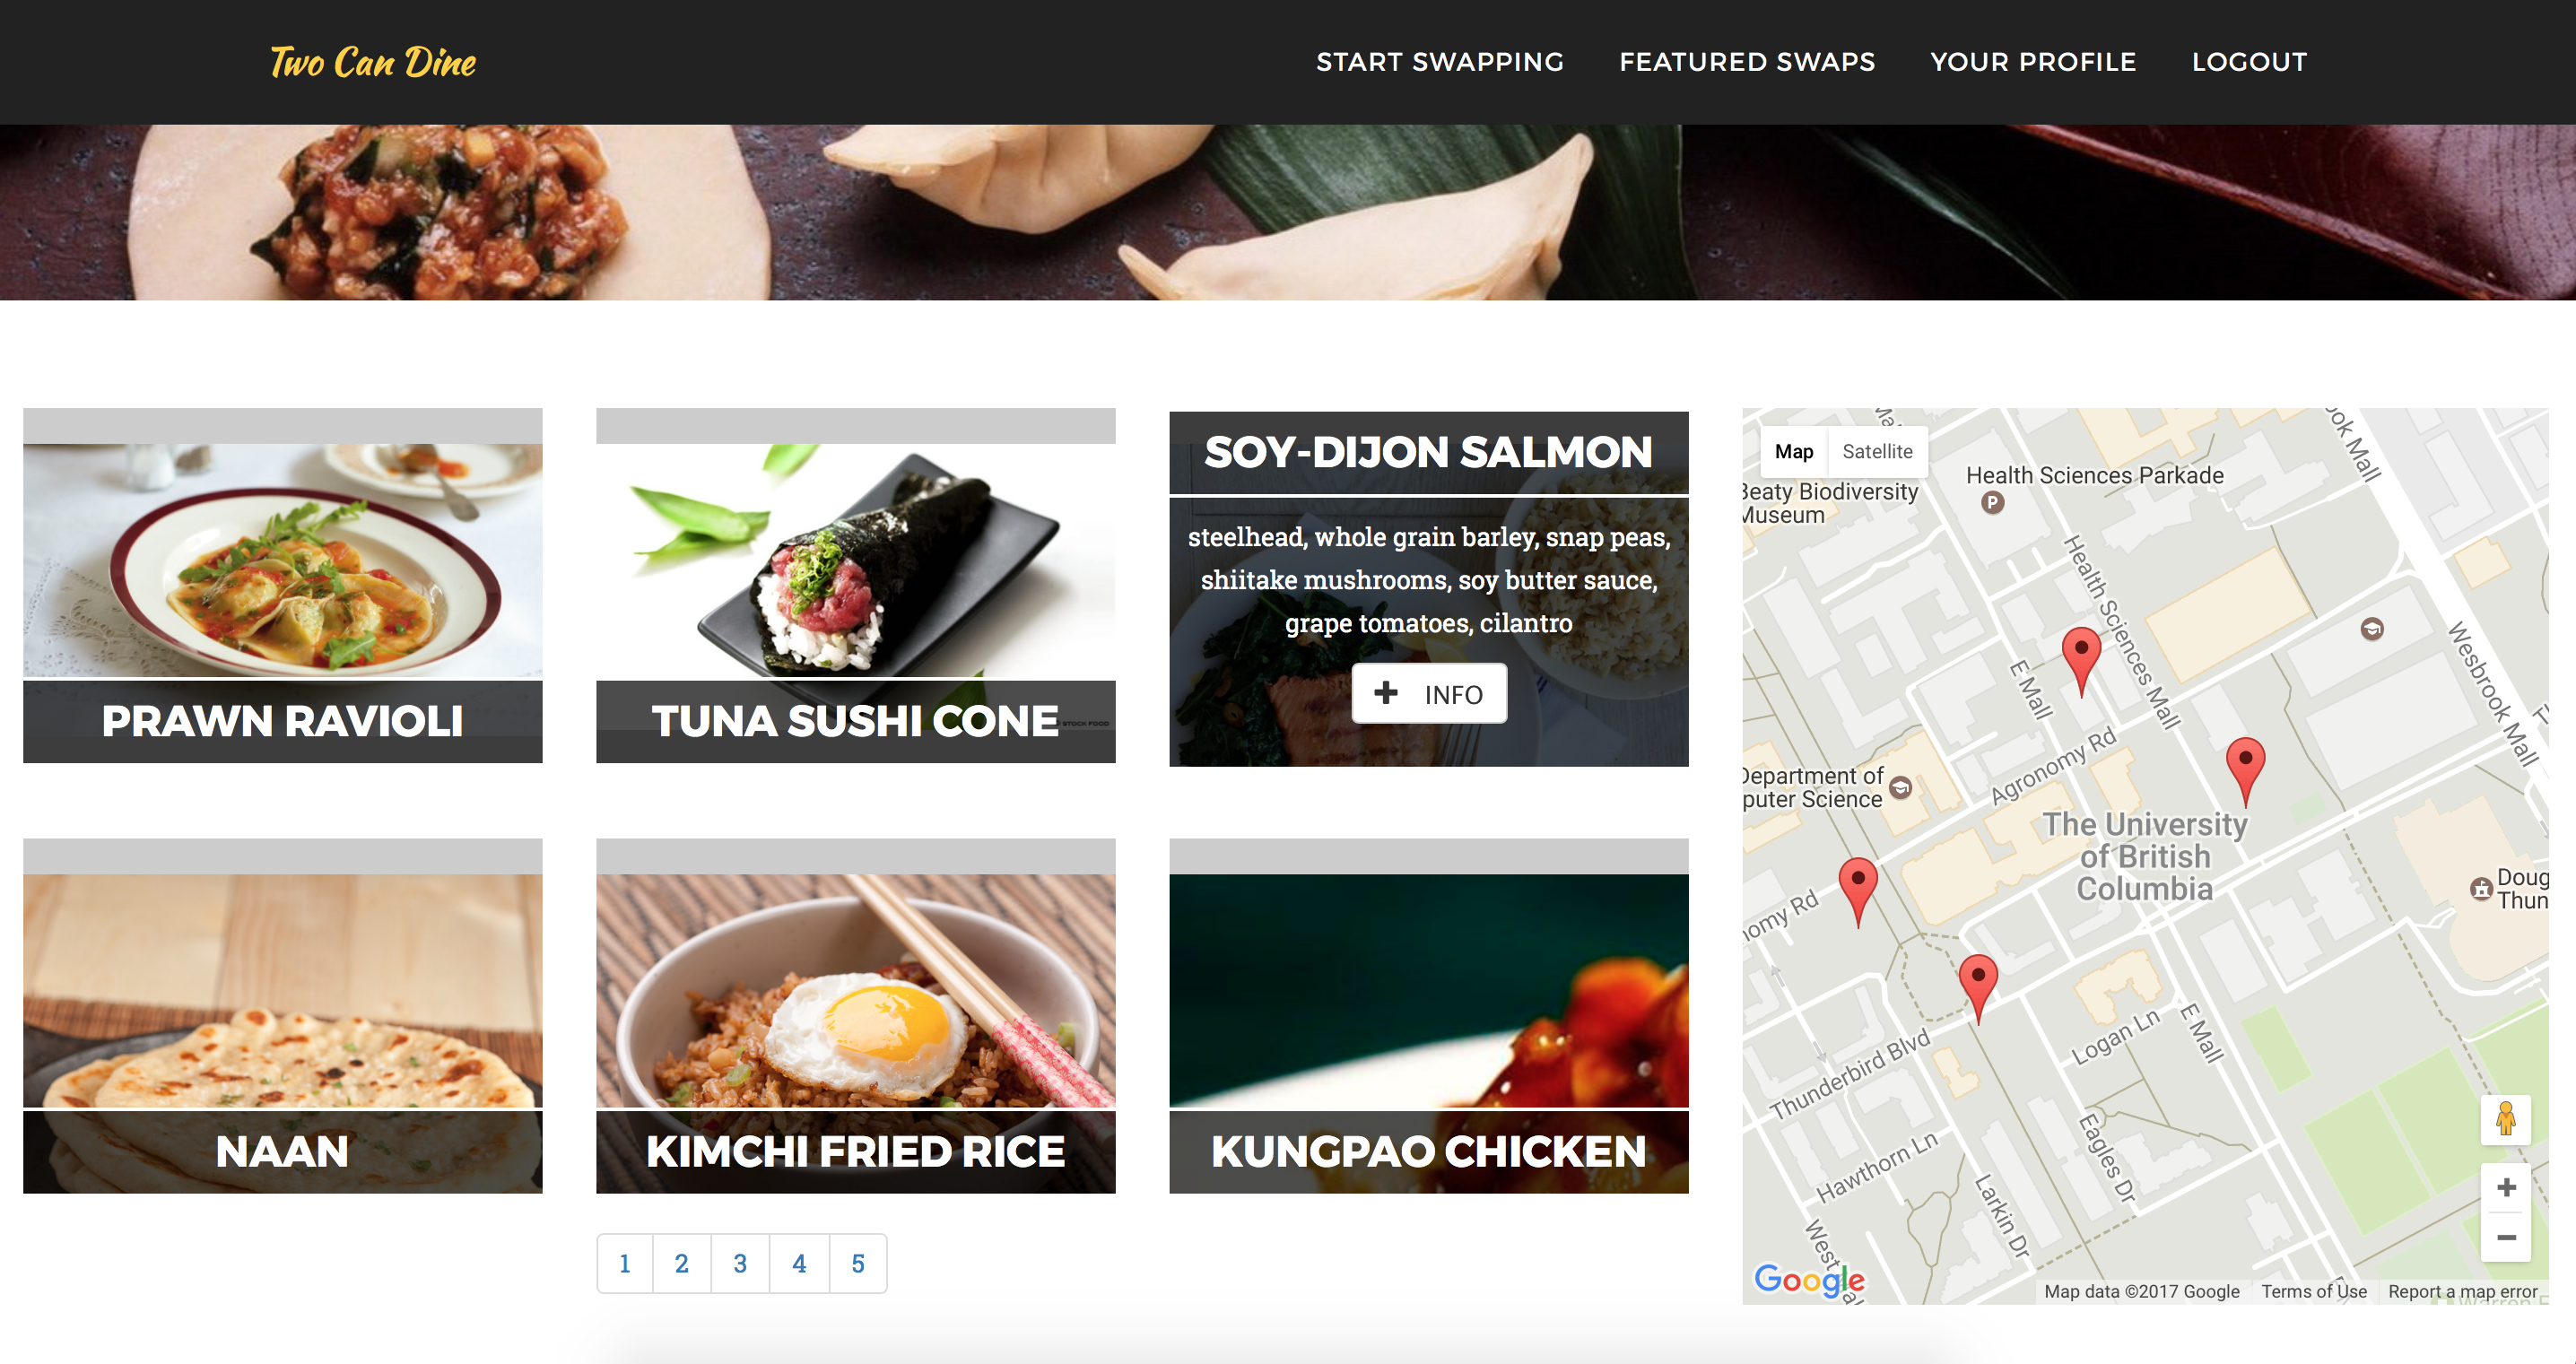 Two Can Dine
START SWAPPING
FEATURED SWAPS
YOUR PROFILE
LOGOUT
PRAWN RAVIOLI
TUNA SUSHI CONE
STOCK FOOD
SOY-DIJON SALMON
steelhead, whole grain barley, snap peas,
shiitake mushrooms, soy butter sauce,
grape tomatoes, cilantro
INFO
NAAN
KIMCHI FRIED RICE
KUNGPAO CHICKEN
1 2 3 4 5
Map Satellite
Health Sciences Parkade
P
Beaty Biodiversity
Museum
ook Mall
Health Sciences Mall
E Mall
Wesbrook Mall
Agronomy Rd
Department of
puter Science
The University
of British
Columbia
Doug
Thun
nomy Rd
Thunderbird Blvd
Logan Ln
E Mall
Eagles Dr
Hawthorn Ln
Larkin Dr
West
Google
Map data ©2017 Google
Terms of Use
Report a map error